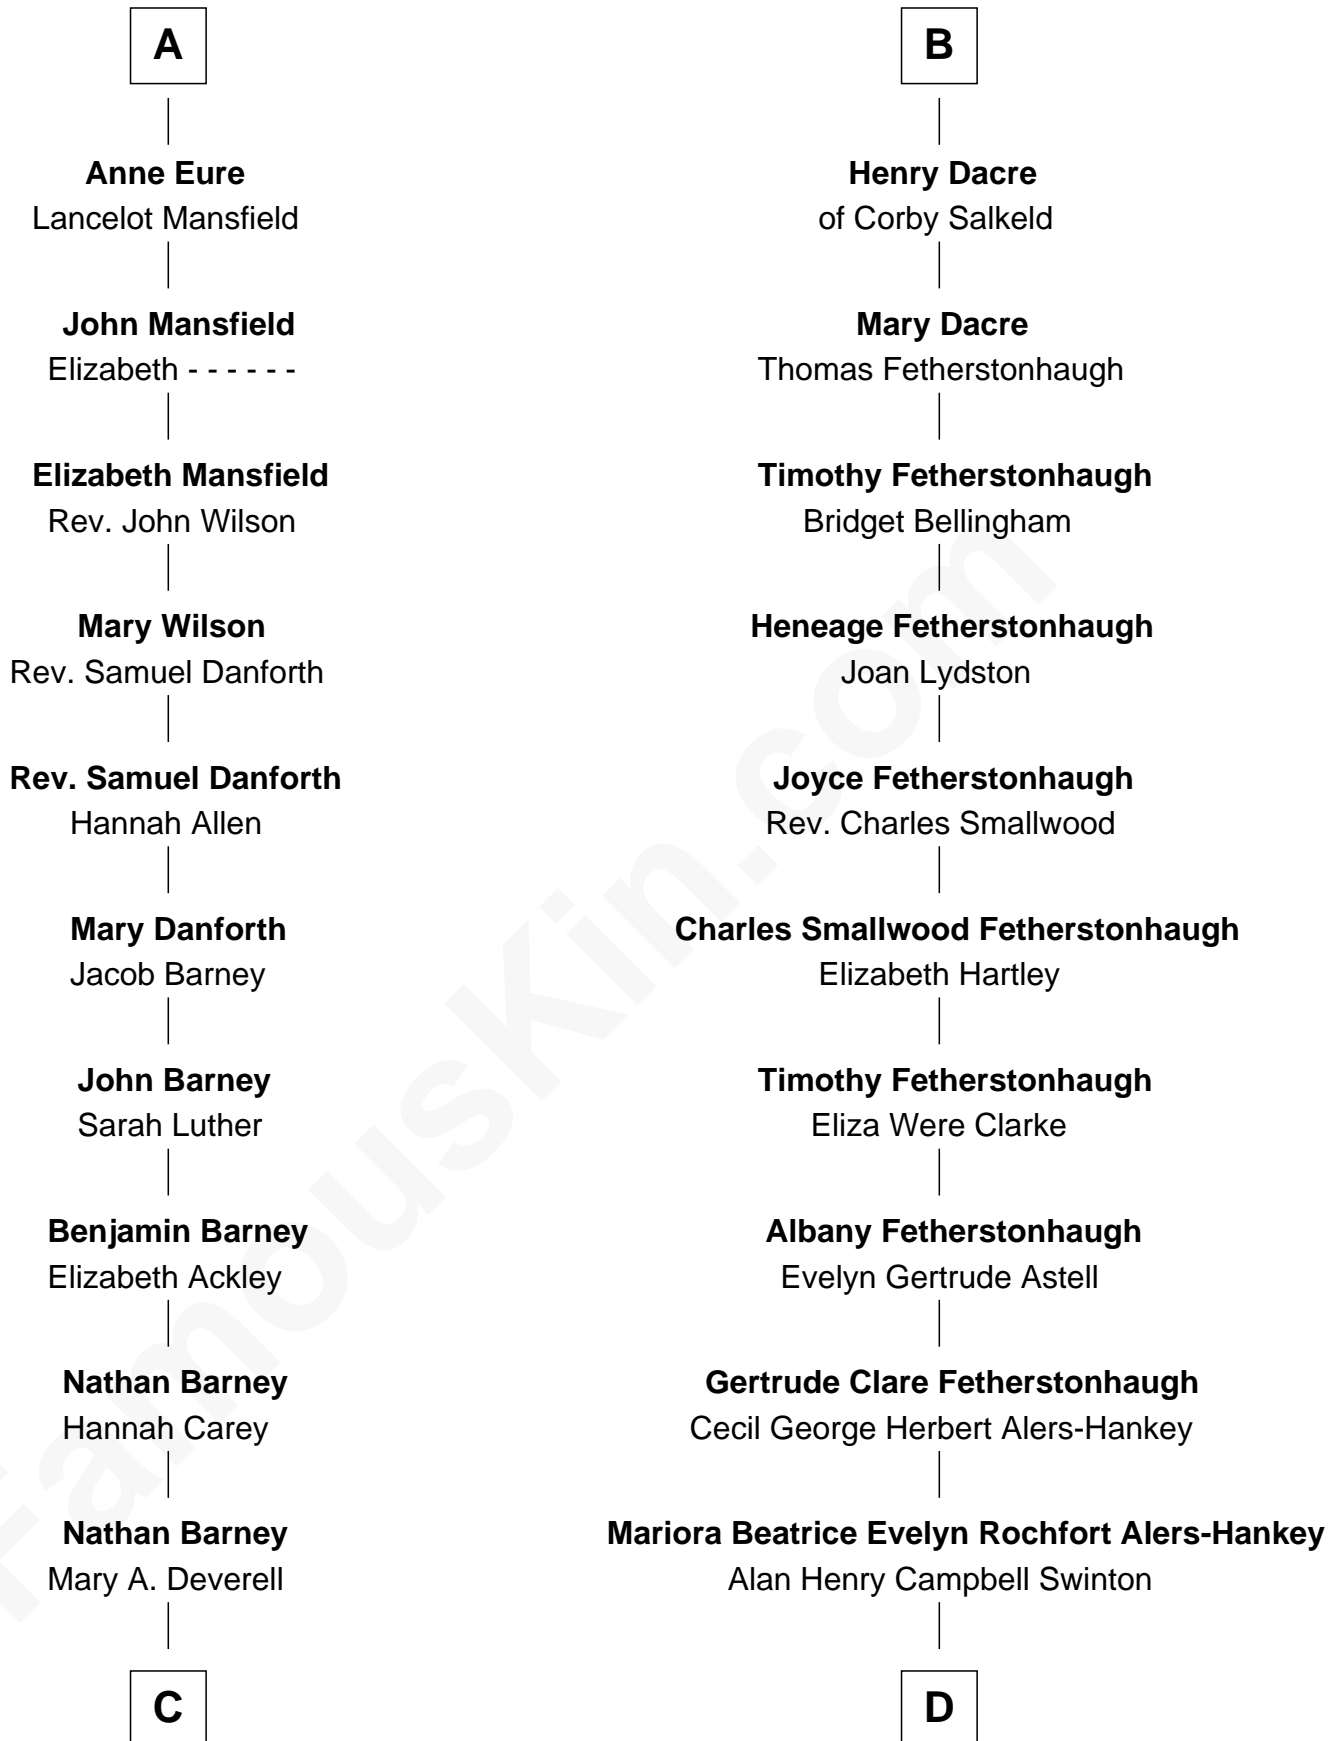 A
Anne Eure
Lancelot Mansfield
John Mansfield
Elizabeth - - - - - -
Elizabeth Mansfield
Rev. John Wilson
Mary Wilson
Rev. Samuel Danforth
Rev. Samuel Danforth
Hannah Allen
Mary Danforth
Jacob Barney
John Barney
Sarah Luther
Benjamin Barney
Elizabeth Ackley
Nathan Barney
Hannah Carey
Nathan Barney
Mary A. Deverell
C
B
Henry Dacre
of Corby Salkeld
Mary Dacre
Thomas Fetherstonhaugh
Timothy Fetherstonhaugh
Bridget Bellingham
Heneage Fetherstonhaugh
Joan Lydston
Joyce Fetherstonhaugh
Rev. Charles Smallwood
Charles Smallwood Fetherstonhaugh
Elizabeth Hartley
Timothy Fetherstonhaugh
Eliza Were Clarke
Albany Fetherstonhaugh
Evelyn Gertrude Astell
Gertrude Clare Fetherstonhaugh
Cecil George Herbert Alers-Hankey
Mariora Beatrice Evelyn Rochfort Alers-Hankey
Alan Henry Campbell Swinton
D
FamousKin.com